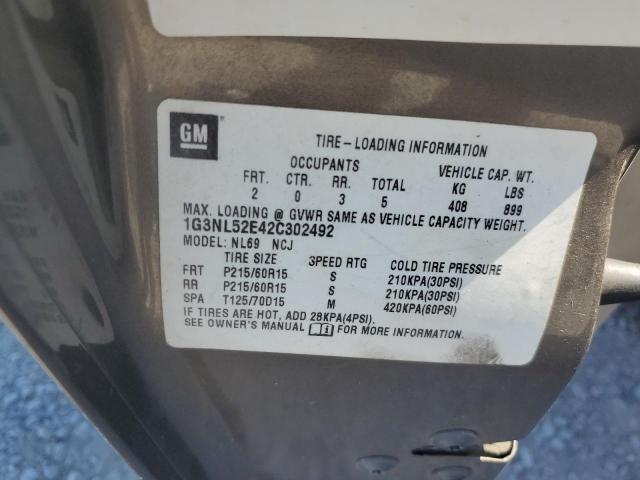 GM
TIRE-LOADING INFORMATION
OCCUPANTS VEHICLE CAP. WT.
FRT. CTR. RR. TOTAL KG LBS
2 0 3 5 408 899
MAX. LOADING @ GVWR SAME AS VEHICLE CAPACITY WEIGHT.
1G3NL52E42C302492
MODEL: NL69 NCJ
TIRE SIZE SPEED RTG COLD TIRE PRESSURE
FRT P215/60R15 S 210KPA(30PSI)
RR P215/60R15 S 210KPA(30PSI)
SPA T125/70D15 M 420KPA(60PSI)
IF TIRES ARE HOT, ADD 28KPA(4PSI).
SEE OWNER'S MANUAL FOR MORE INFORMATION.